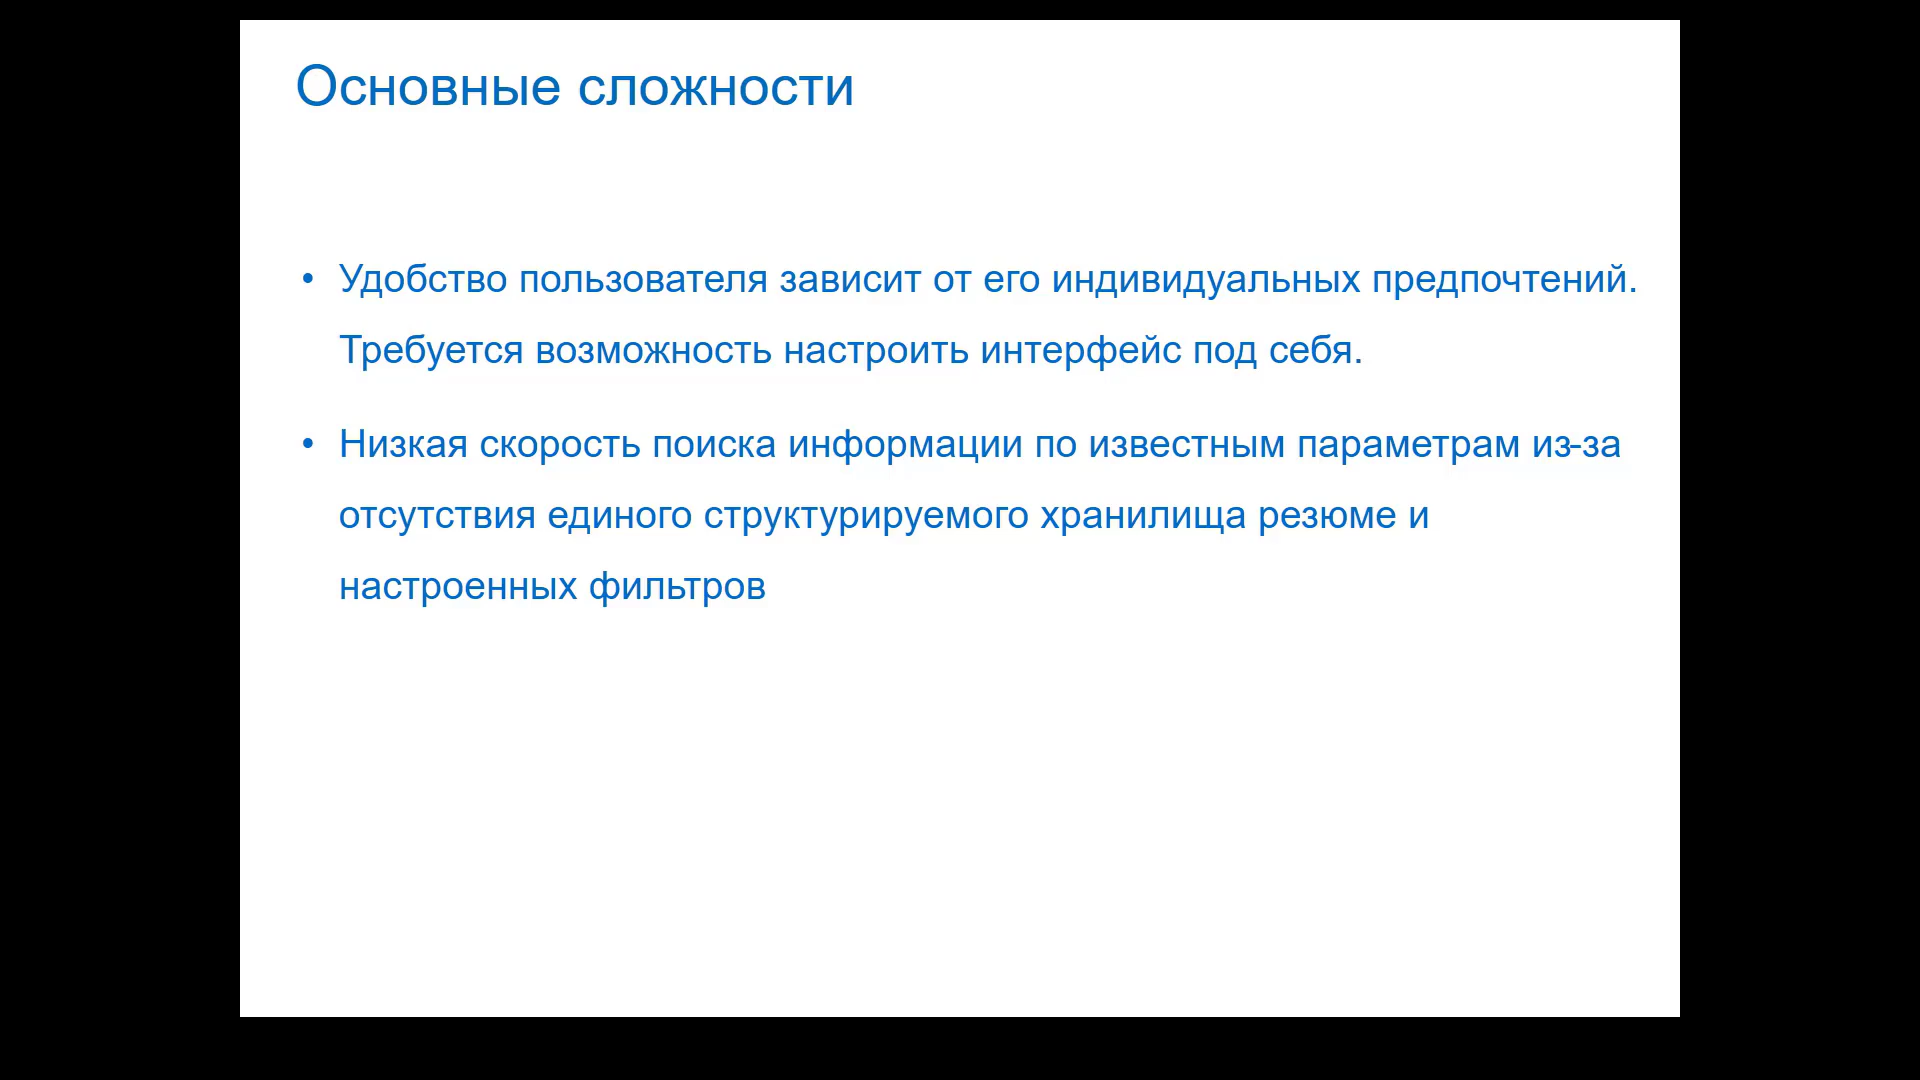 Основные сложности
• Удобство пользователя зависит от его индивидуальных предпочтений.
Требуется возможность настроить интерфейс под себя.
• Низкая скорость поиска информации по известным параметрам из-за
отсутствия единого структурируемого хранилища резюме и
настроенных фильтров